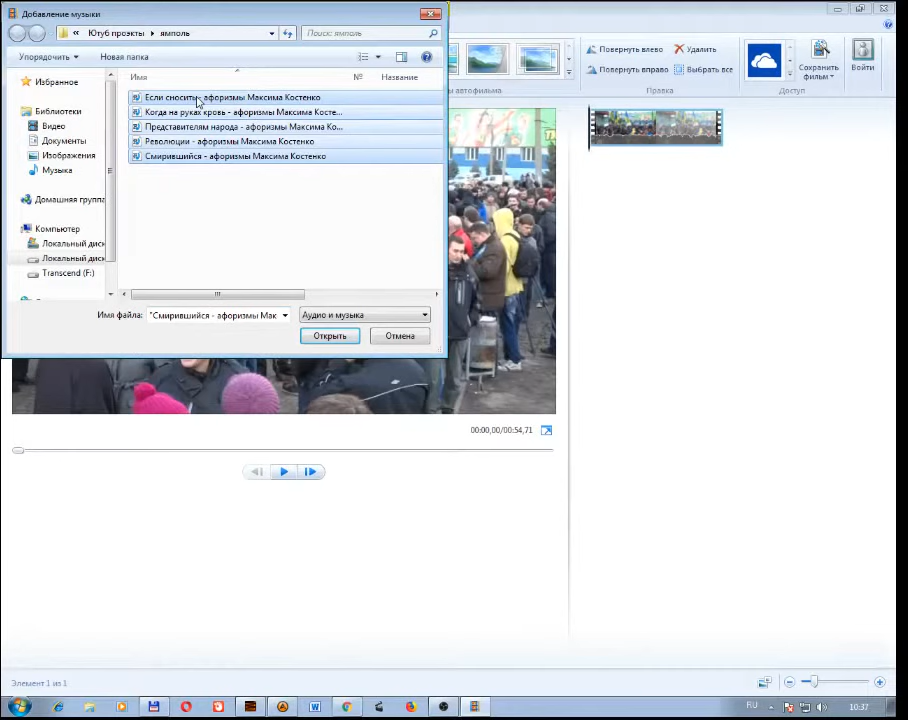 Добавление музыки
« Ютуб проэкты ▸ ямполь
Поиск: ямполь
Упорядочить
Новая папка
Имя
№
Название
Избранное
Библиотеки
Видео
Документы
Изображения
Музыка
Домашняя группа
Компьютер
Локальный диск
Локальный диск
Transcend (F:)
Если сносить - афоризмы Максима Костенко
Когда на руках кровь - афоризмы Максима Косте...
Представителям народа - афоризмы Максима Ко...
Революции - афоризмы Максима Костенко
Смирившийся - афоризмы Максима Костенко
Имя файла:
"Смирившийся - афоризмы Мак
Аудио и музыка
Открыть
Отмена
Повернуть влево
Удалить
Повернуть вправо
Выбрать все
Сохранить фильм
Войти
ы автофильма
Правка
Доступ
00:00,00/00:54,71
Элемент 1 из 1
RU
10:37